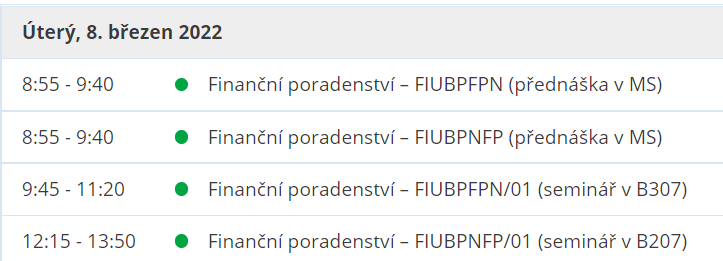 Úterý, 8. březen 2022
8:55 - 9:40 Finanční poradenství – FIUBPFPN (přednáška v MS)
8:55 - 9:40 Finanční poradenství – FIUBPNFP (přednáška v MS)
9:45 - 11:20 Finanční poradenství – FIUBPFPN/01 (seminář v B307)
12:15 - 13:50 Finanční poradenství – FIUBPNFP/01 (seminář v B207)